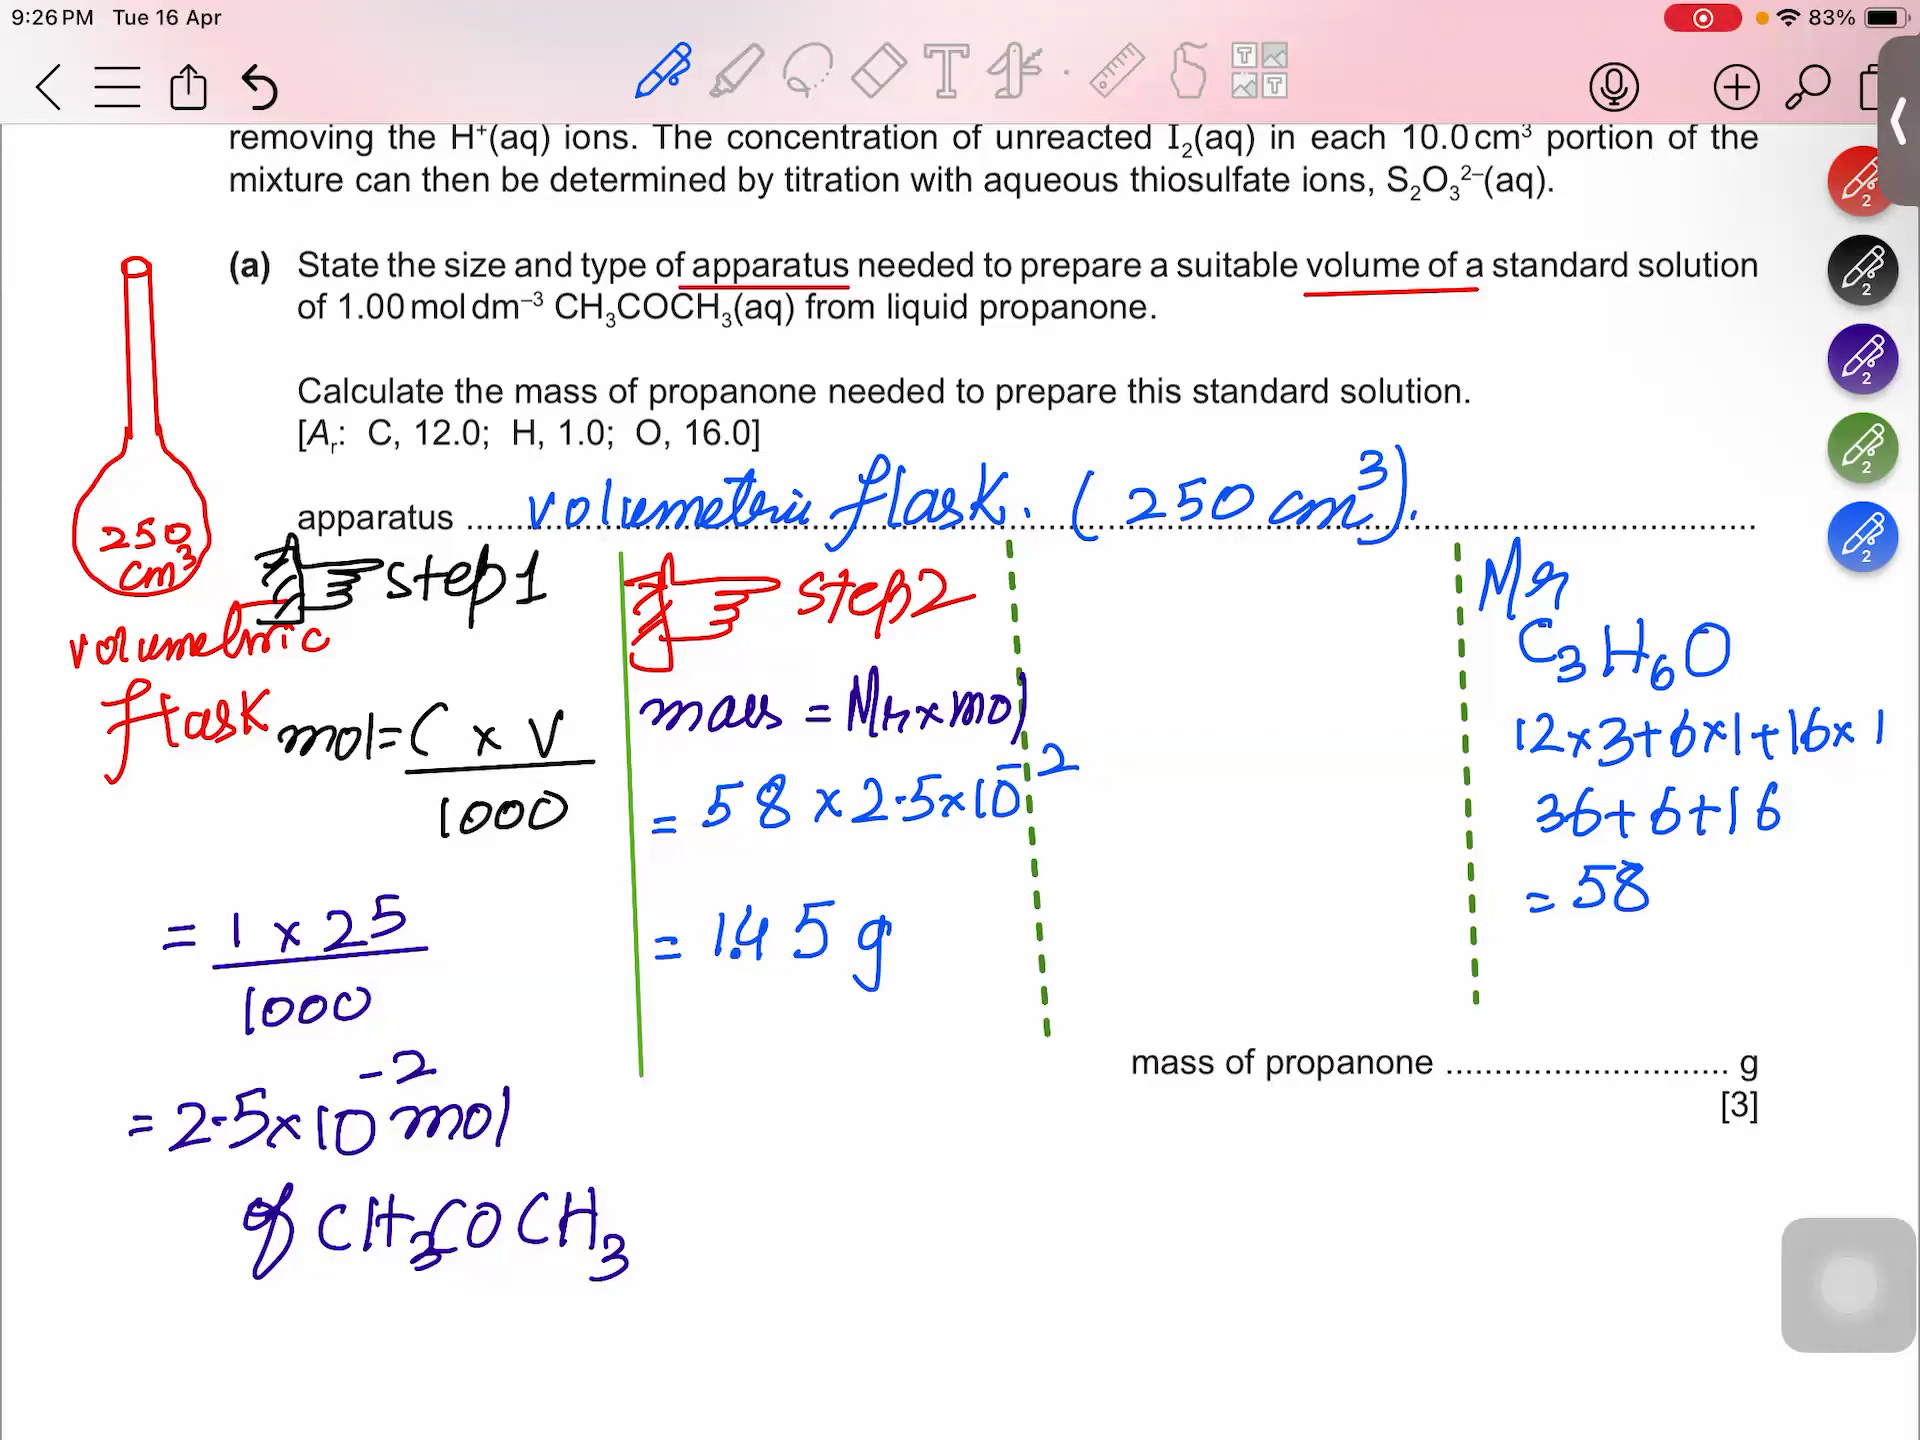 9:26 PM Tue 16 Apr
83%
removing the H⁺(aq) ions. The concentration of unreacted I₂(aq) in each 10.0 cm³ portion of the
mixture can then be determined by titration with aqueous thiosulfate ions, S₂O₃²⁻(aq).
(a) State the size and type of apparatus needed to prepare a suitable volume of a standard solution
of 1.00 mol dm⁻³ CH₃COCH₃(aq) from liquid propanone.
Calculate the mass of propanone needed to prepare this standard solution.
[Aᵣ: C, 12.0; H, 1.0; O, 16.0]
apparatus volumetric flask. (250 cm³).
250
cm³
volumetric
flask
step1
mol = C × V
1000
= 1 × 25
1000
= 2.5×10⁻² mol
of CH₃COCH₃
step2
mass = Mr × mol
= 58 × 2.5×10⁻²
= 1.45 g
Mr
C₃H₆O
12×3+6×1+16×1
36+6+16
= 58
mass of propanone ............................. g
[3]
2
2
2
2
2